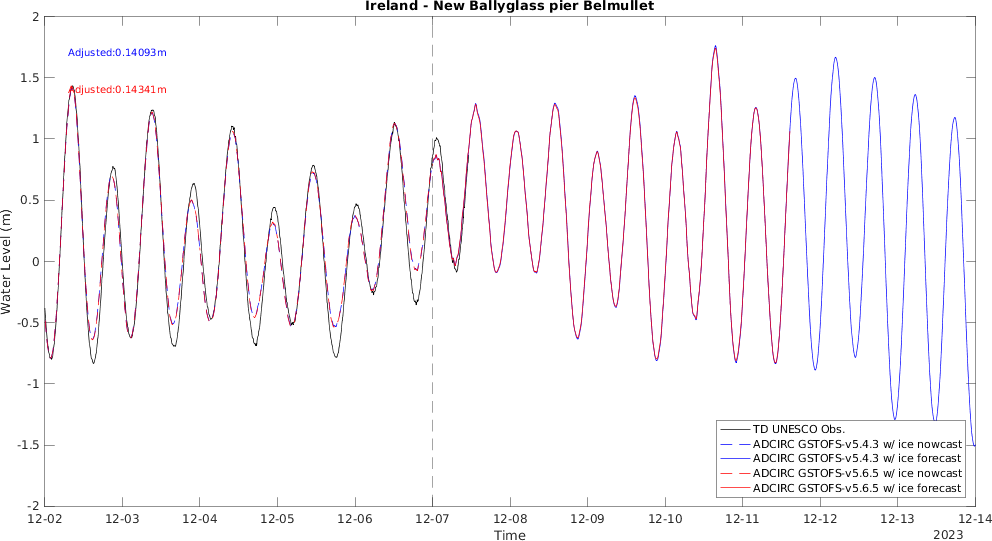 Ireland - New Ballyglass pier Belmullet
Adjusted:0.14093m
Adjusted:0.14341m
Water Level (m)
2
1.5
1
0.5
0
-0.5
-1
-1.5
-2
TD UNESCO Obs.
ADCIRC GSTOFS-v5.4.3 w/ ice nowcast
ADCIRC GSTOFS-v5.4.3 w/ ice forecast
ADCIRC GSTOFS-v5.6.5 w/ ice nowcast
ADCIRC GSTOFS-v5.6.5 w/ ice forecast
12-02 12-03 12-04 12-05 12-06 12-07 12-08 12-09 12-10 12-11 12-12 12-13 12-14
Time
2023